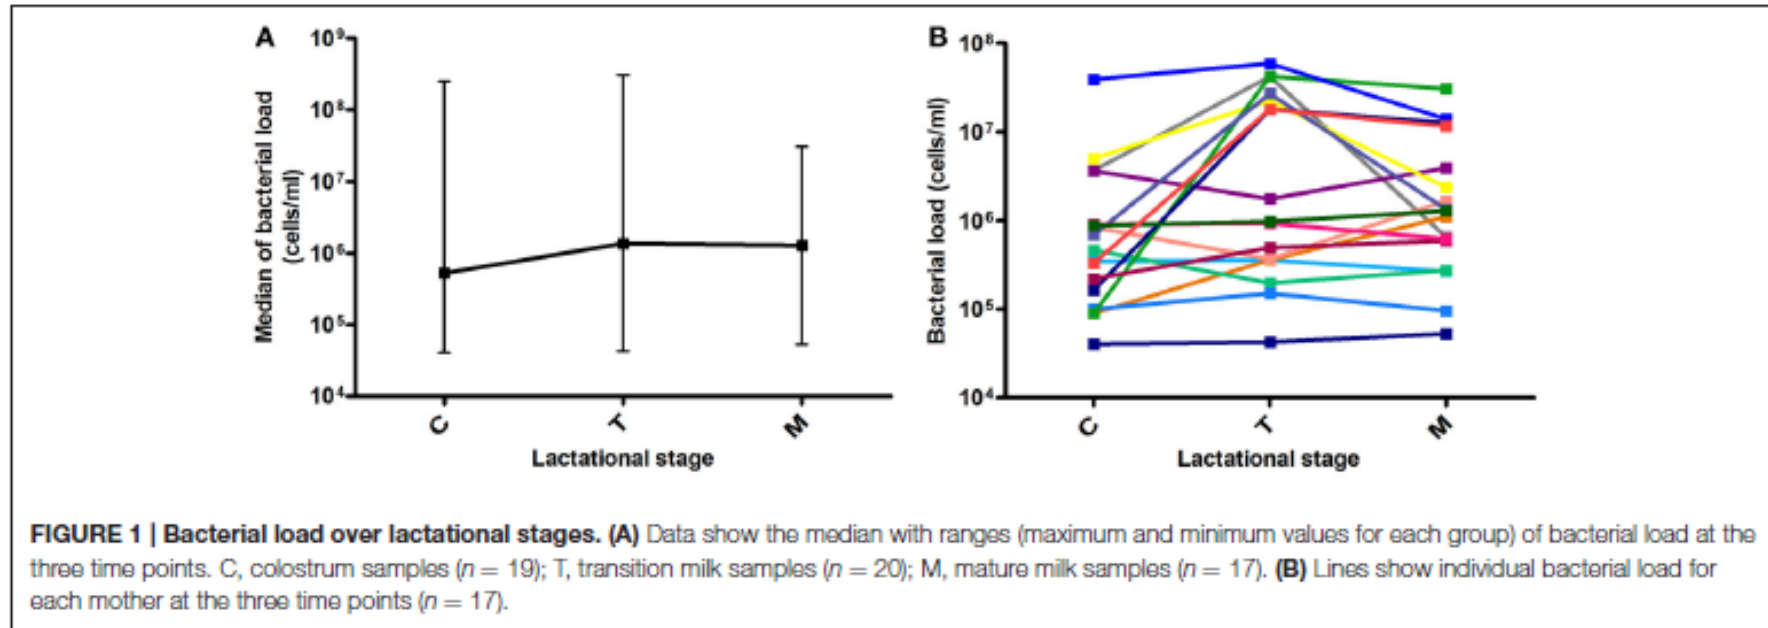 A
10⁹
10⁸
10⁷
10⁶
10⁵
10⁴
Median of bacterial load
(cells/ml)
C
T
M
Lactational stage
B
10⁸
10⁷
10⁶
10⁵
10⁴
Bacterial load (cells/ml)
C
T
M
Lactational stage
FIGURE 1 | Bacterial load over lactational stages. (A) Data show the median with ranges (maximum and minimum values for each group) of bacterial load at the
three time points. C, colostrum samples (n = 19); T, transition milk samples (n = 20); M, mature milk samples (n = 17). (B) Lines show individual bacterial load for
each mother at the three time points (n = 17).